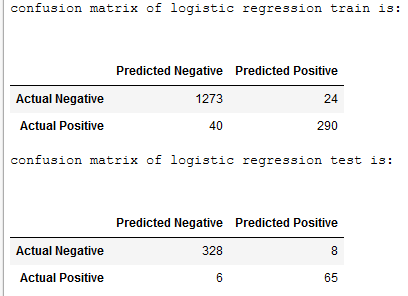 confusion matrix of logistic regression train is:
Predicted Negative Predicted Positive
Actual Negative 1273 24
Actual Positive 40 290
confusion matrix of logistic regression test is:
Predicted Negative Predicted Positive
Actual Negative 328 8
Actual Positive 6 65